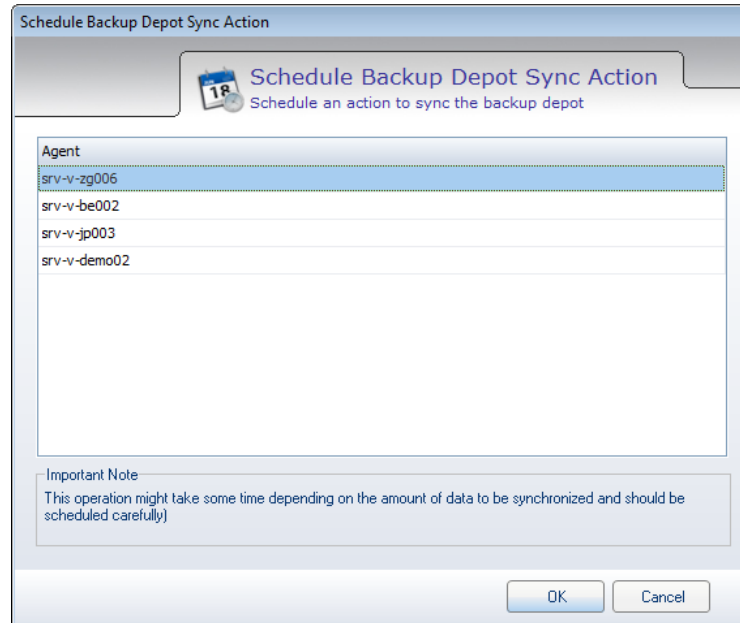 Schedule Backup Depot Sync Action
18
Schedule Backup Depot Sync Action
Schedule an action to sync the backup depot
Agent
srv-v-zg006
srv-v-be002
srv-v-jp003
srv-v-demo02
Important Note
This operation might take some time depending on the amount of data to be synchronized and should be
scheduled carefully)
OK
Cancel